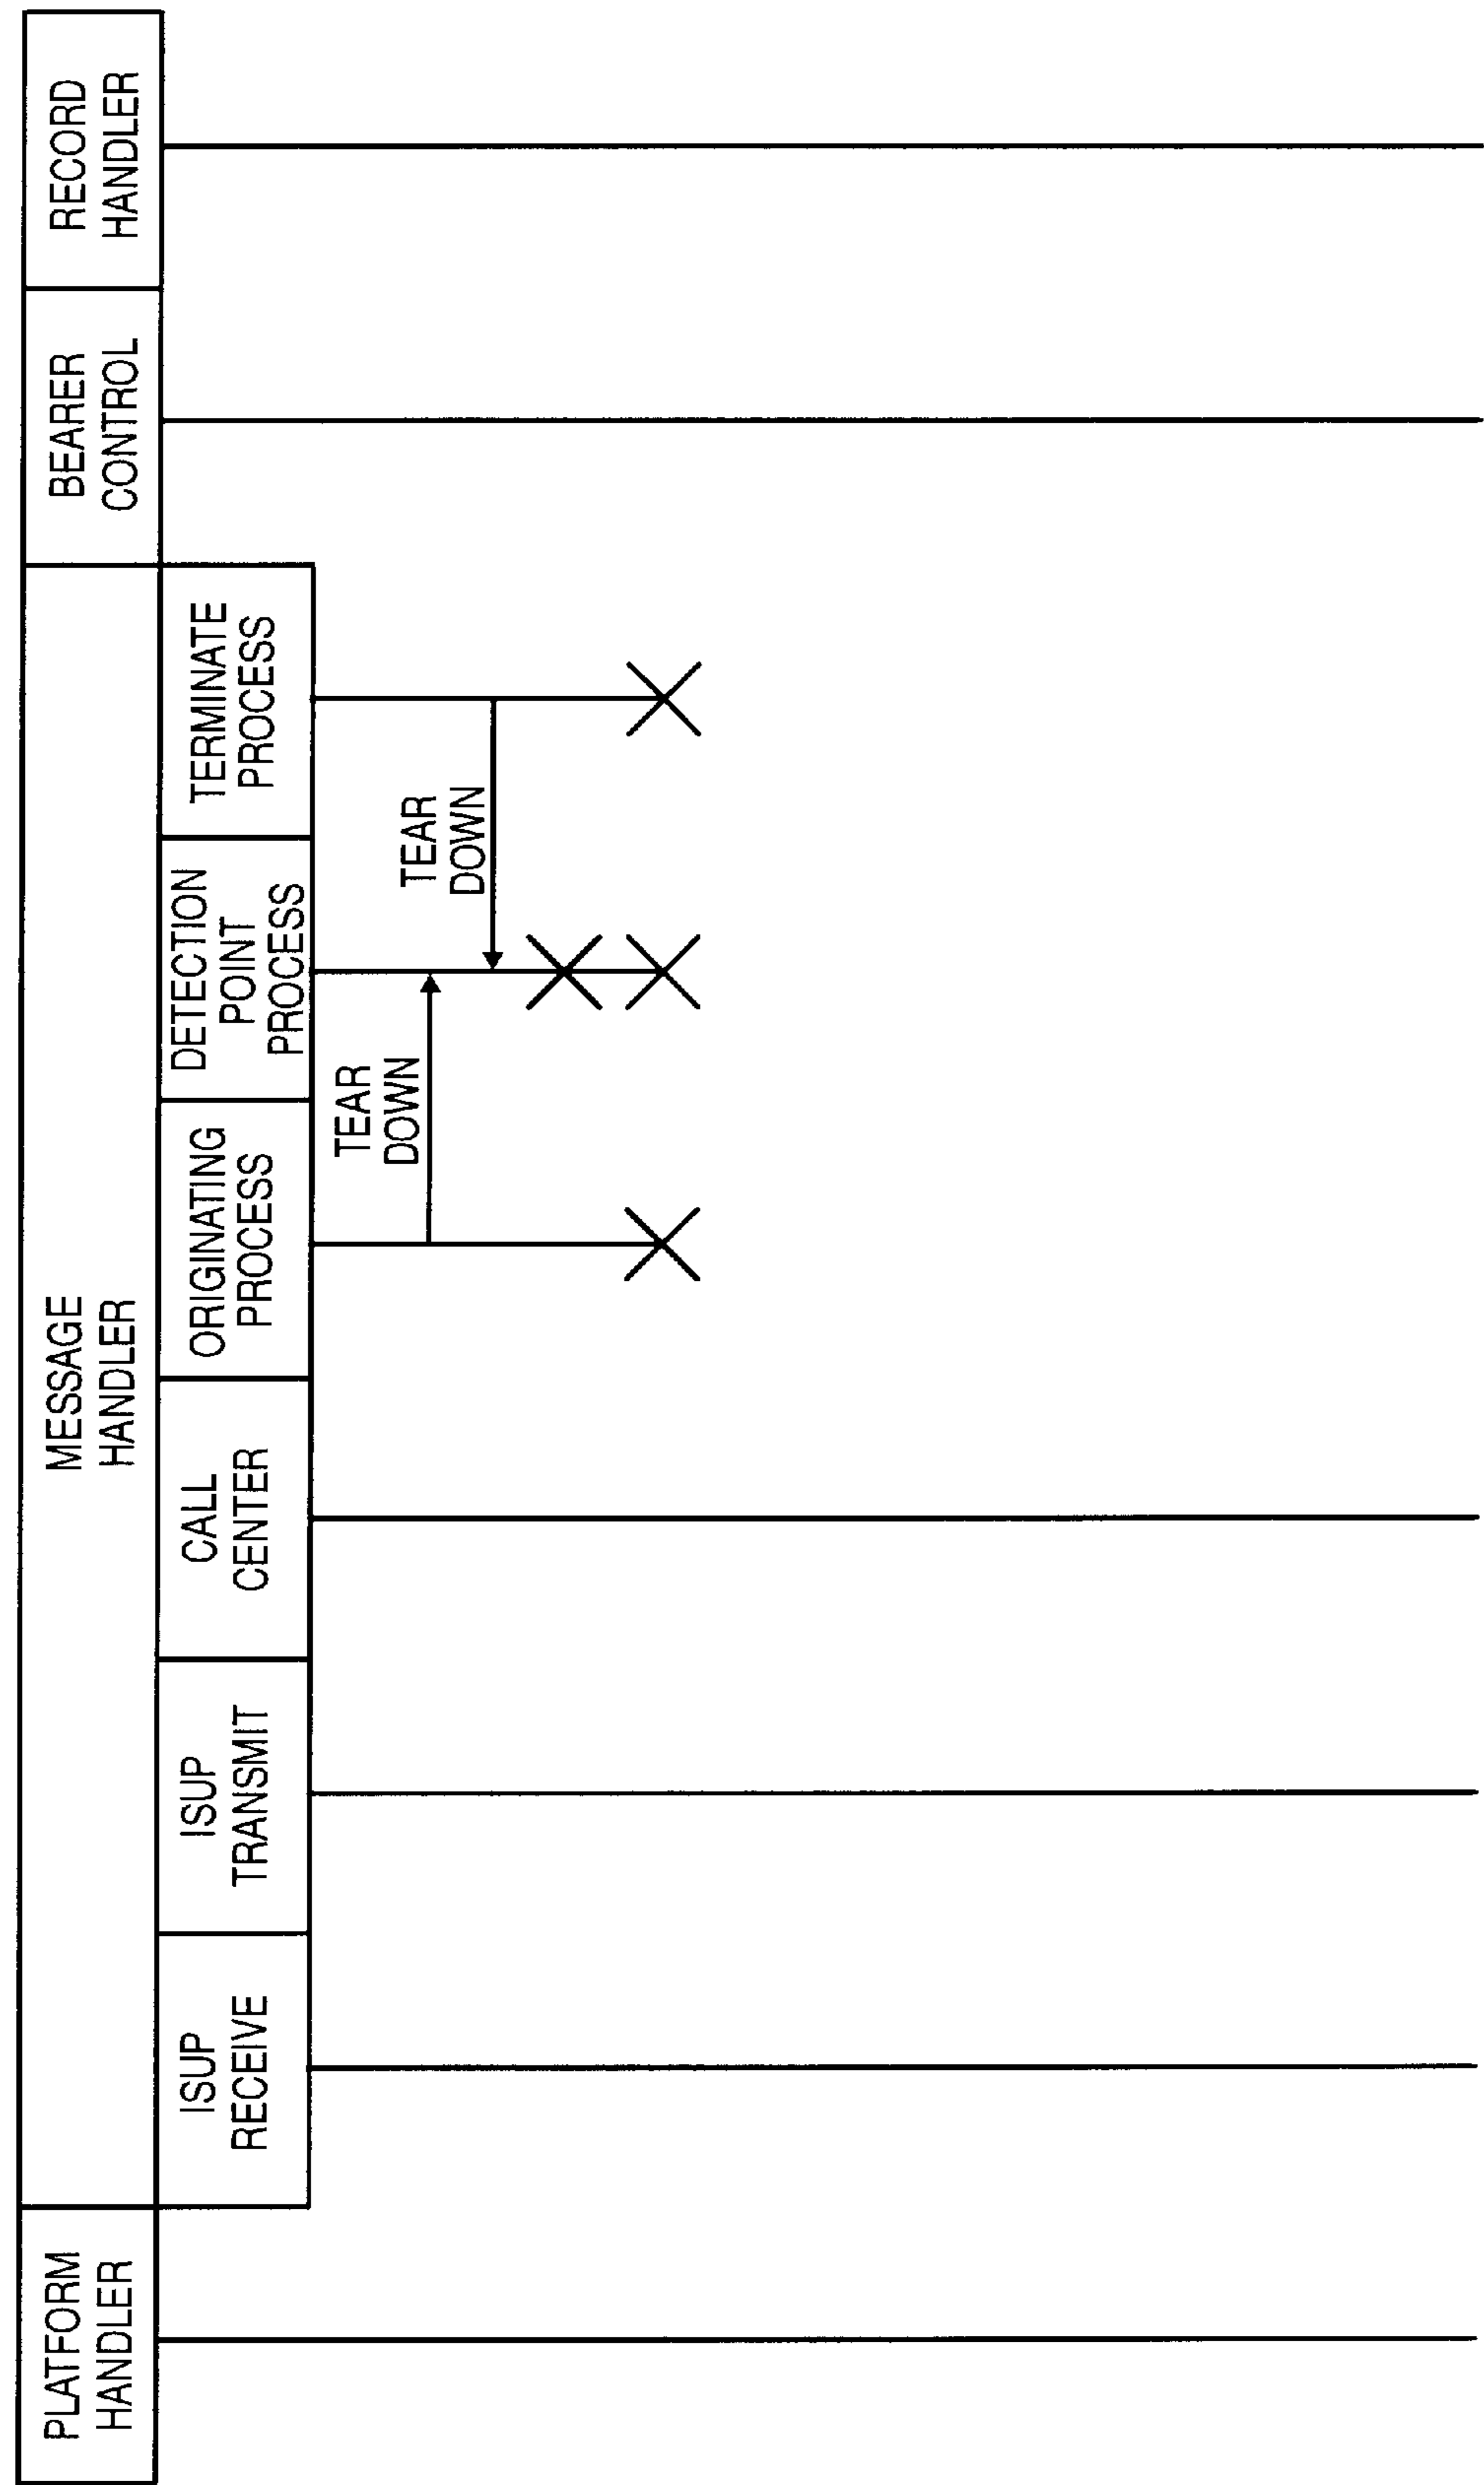 PLATFORM
HANDLER
MESSAGE
HANDLER
BEARER
CONTROL
RECORD
HANDLER
ISUP
RECEIVE
ISUP
TRANSMIT
CALL
CENTER
ORIGINATING
PROCESS
DETECTION
POINT
PROCESS
TERMINATE
PROCESS
TEAR
DOWN
TEAR
DOWN